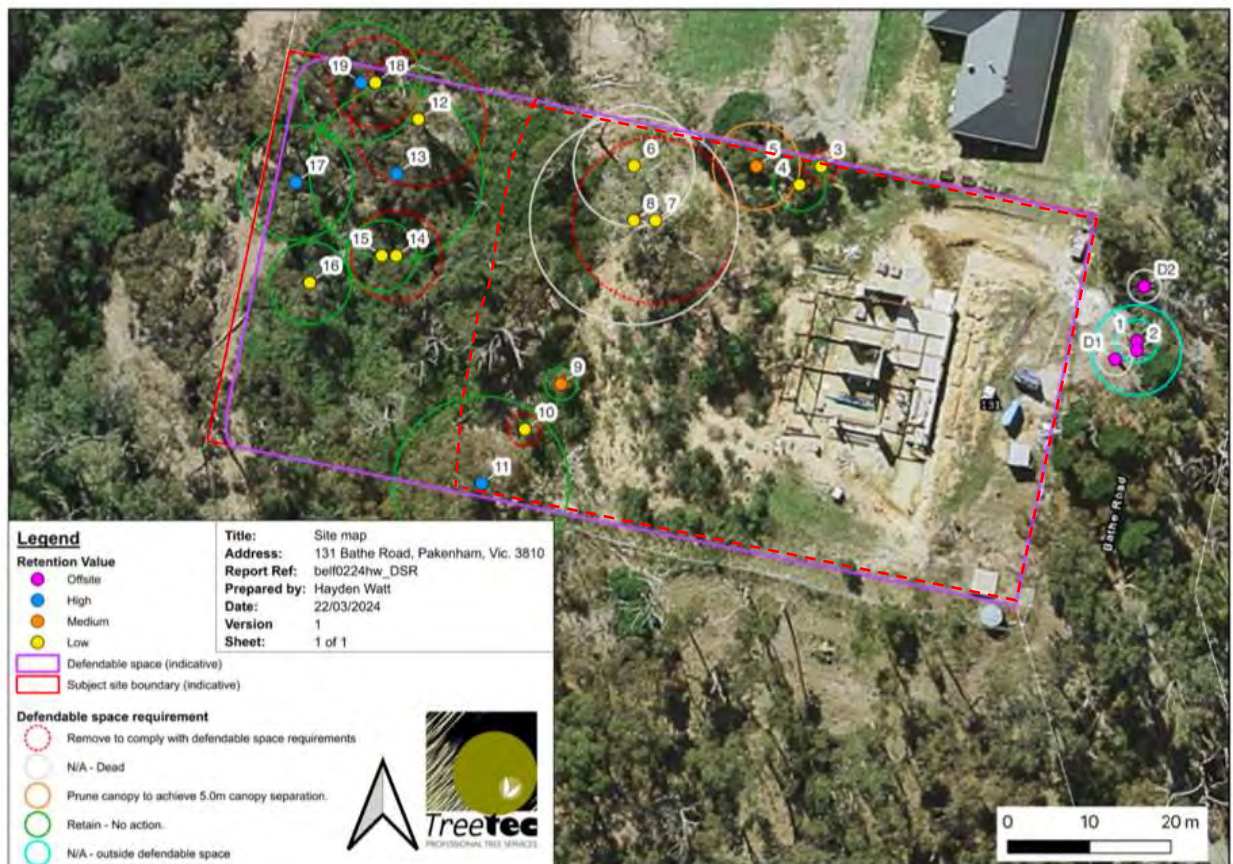 19
18
12
13
17
15
14
16
6
8
7
5
3
4
9
10
11
D2
1
2
D1
131
Bathe Road
Legend
Retention Value
Offsite
High
Medium
Low
Defendable space (indicative)
Subject site boundary (indicative)
Defendable space requirement
Remove to comply with defendable space requirements
N/A - Dead
Prune canopy to achieve 5.0m canopy separation.
Retain - No action.
N/A - outside defendable space
Title: Site map
Address: 131 Bathe Road, Pakenham, Vic. 3810
Report Ref: belf0224hw_DSR
Prepared by: Hayden Watt
Date: 22/03/2024
Version 1
Sheet: 1 of 1
Treetec
PROFESSIONAL TREE SERVICES
0 10 20 m